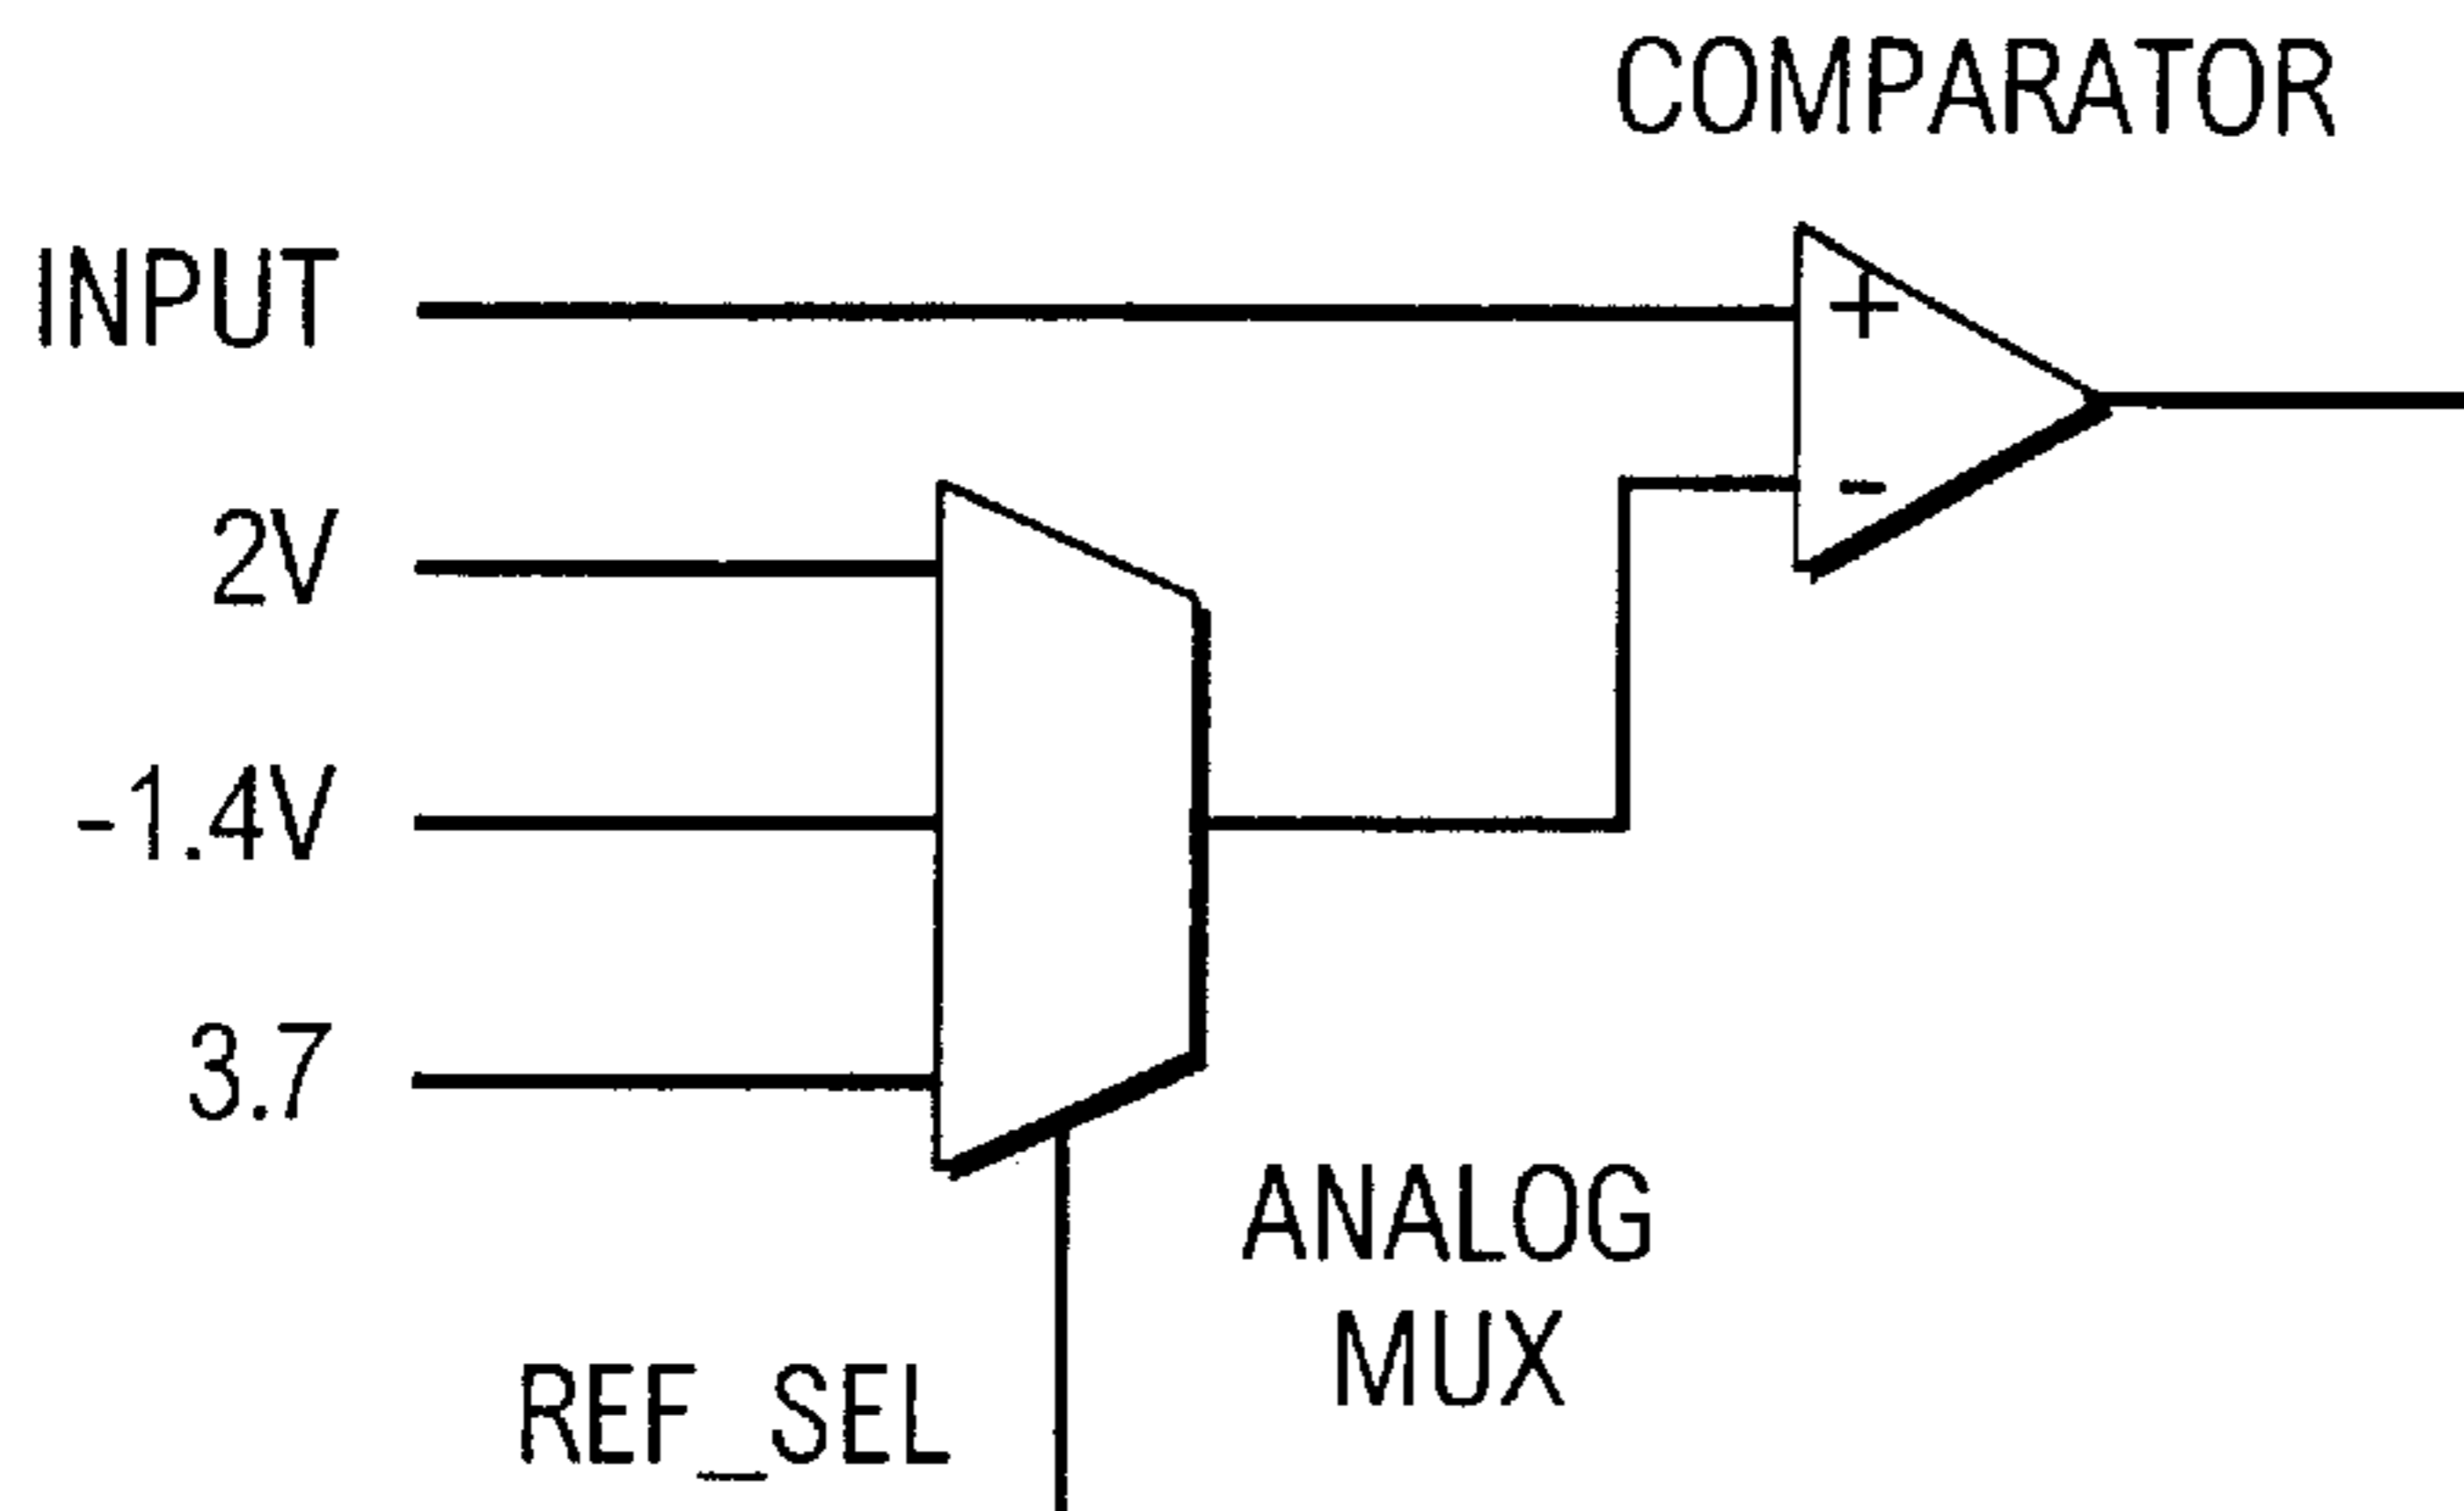 COMPARATOR
INPUT
+
2V
-
-1.4V
3.7
ANALOG
MUX
REF_SEL